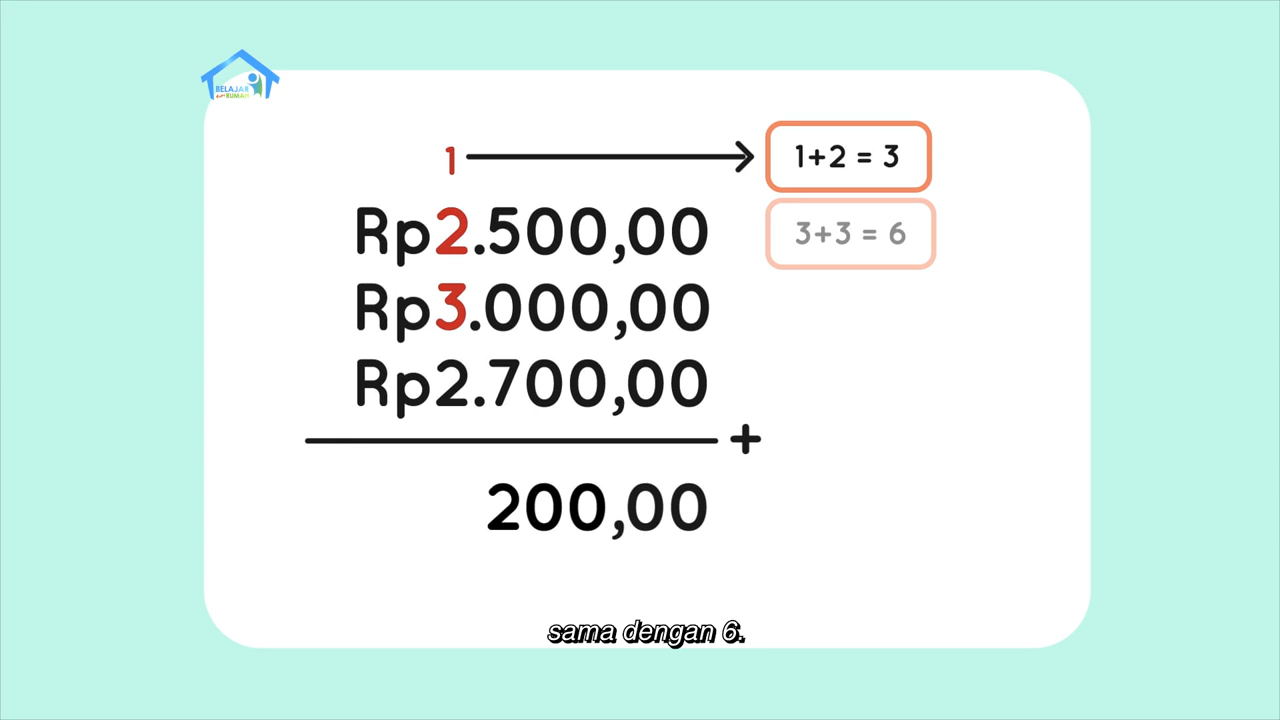 BELAJAR
dari RUMAH
1
1+2 = 3
Rp2.500,00
3+3 = 6
Rp3.000,00
Rp2.700,00
+
200,00
sama dengan 6.